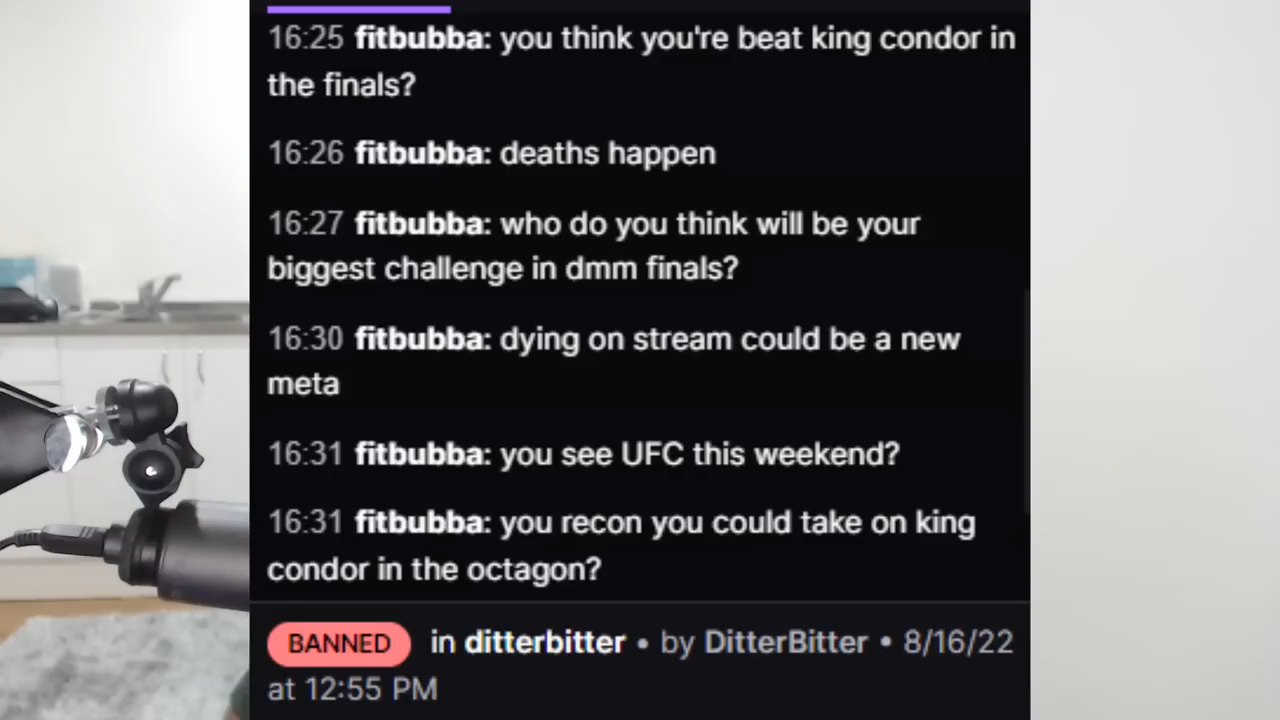 16:25 fitbubba: you think you're beat king condor in
the finals?
16:26 fitbubba: deaths happen
16:27 fitbubba: who do you think will be your
biggest challenge in dmm finals?
16:30 fitbubba: dying on stream could be a new
meta
16:31 fitbubba: you see UFC this weekend?
16:31 fitbubba: you recon you could take on king
condor in the octagon?
BANNED in ditterbitter • by DitterBitter • 8/16/22
at 12:55 PM